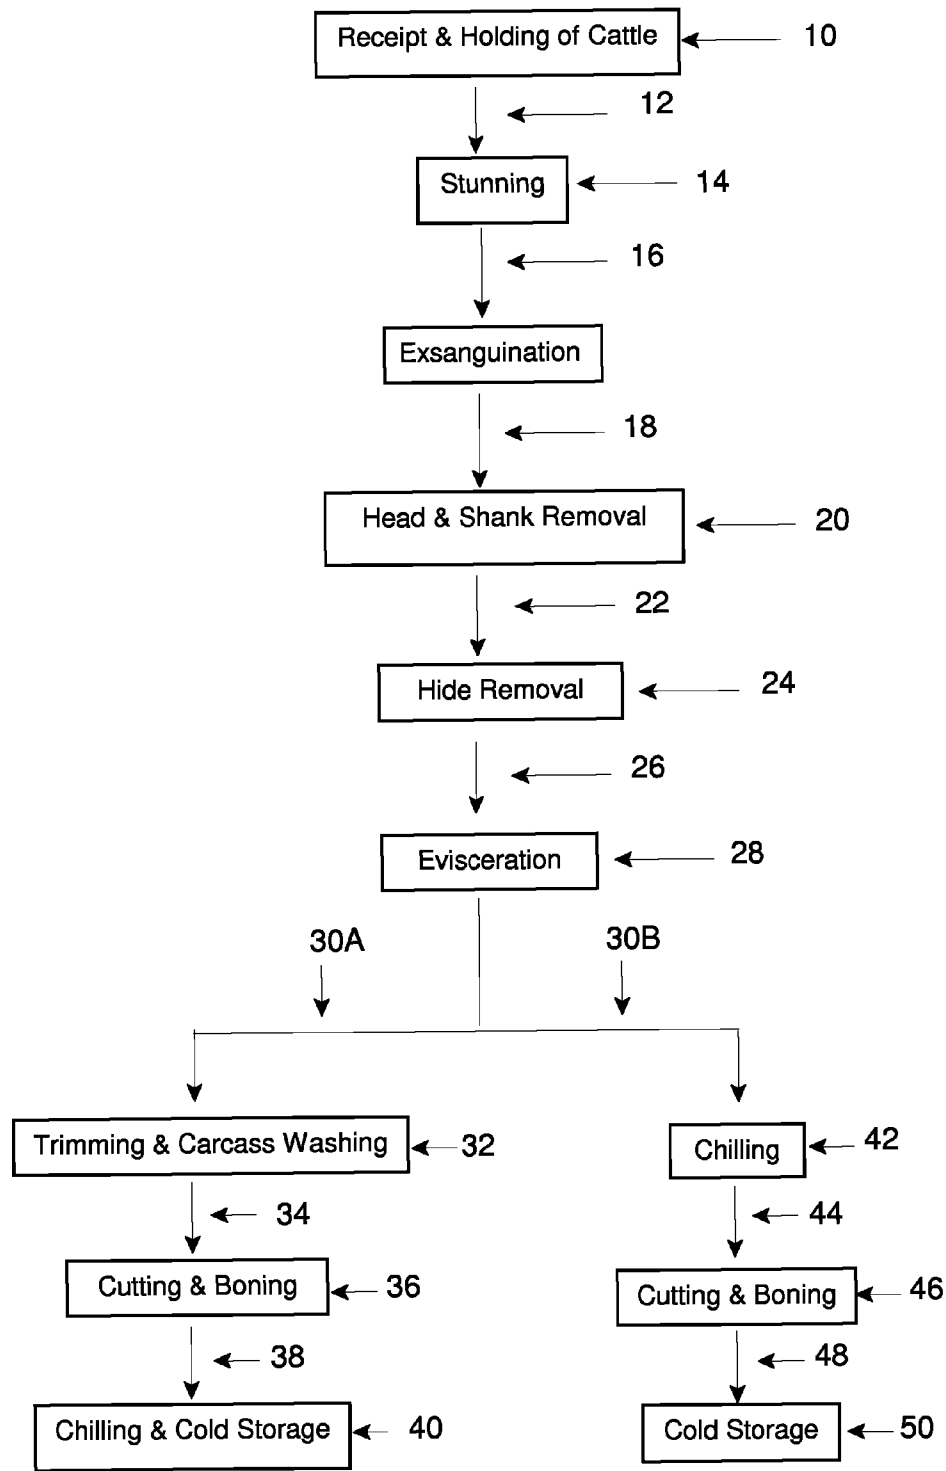 Receipt & Holding of Cattle
10
12
Stunning
14
16
Exsanguination
18
Head & Shank Removal
20
22
Hide Removal
24
26
Evisceration
28
30A
30B
Trimming & Carcass Washing
32
Chilling
42
34
44
Cutting & Boning
36
Cutting & Boning
46
38
48
Chilling & Cold Storage
40
Cold Storage
50